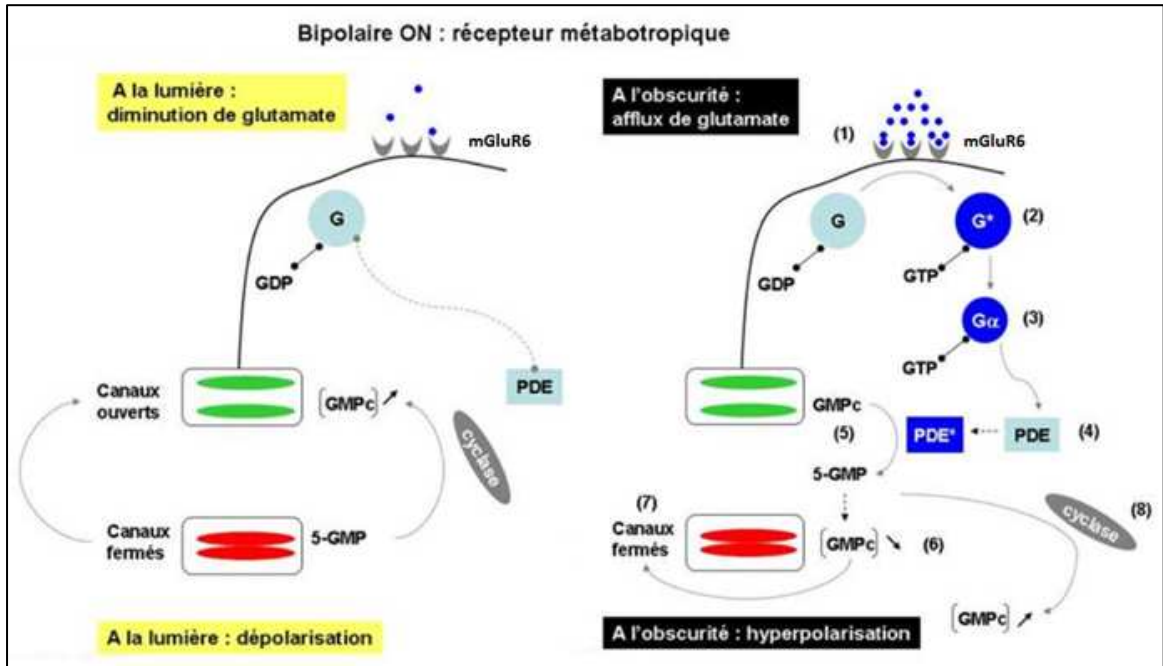 Bipolaire ON : récepteur métabotropique
A la lumière :
diminution de glutamate
mGluR6
G
GDP
PDE
Canaux
ouverts
[GMPc]
cyclase
Canaux
fermés
5-GMP
A la lumière : dépolarisation
A l'obscurité :
afflux de glutamate
(1)
mGluR6
G
G*
(2)
GDP
GTP
Gα
(3)
GTP
GMPc
(5)
PDE*
PDE
(4)
5-GMP
(7)
Canaux
fermés
[GMPc]
(6)
cyclase
(8)
[GMPc]
A l'obscurité : hyperpolarisation